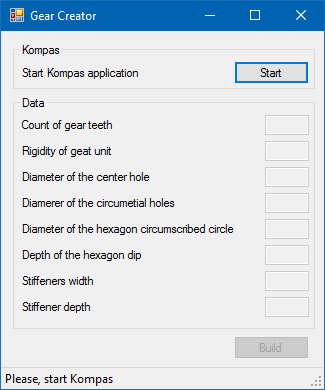 Gear Creator
Kompas
Start Kompas application Start
Data
Count of gear teeth
Rigidity of geat unit
Diameter of the center hole
Diamerer of the circumetial holes
Diameter of the hexagon circumscribed circle
Depth of the hexagon dip
Stiffeners width
Stiffener depth
Build
Please, start Kompas